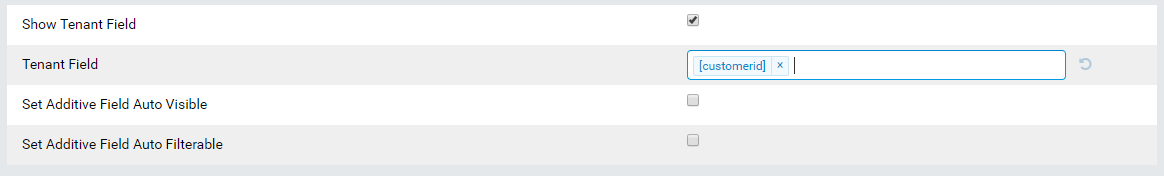 Show Tenant Field
Tenant Field [customerid] ×
Set Additive Field Auto Visible
Set Additive Field Auto Filterable